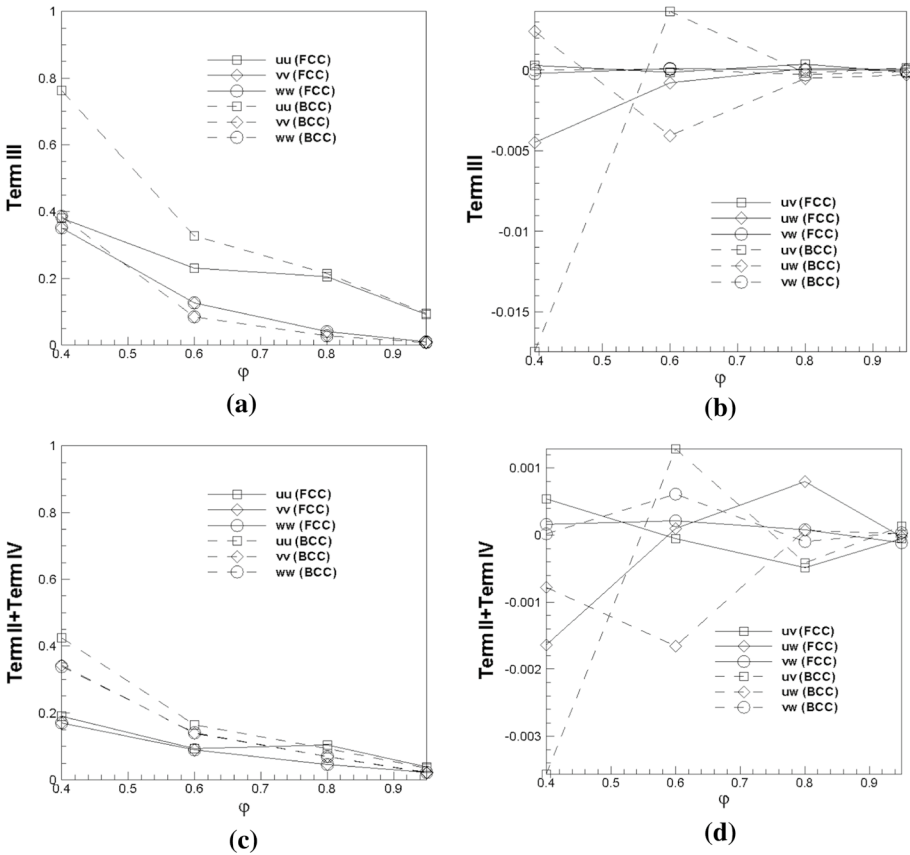 1
0.8
0.6
0.4
0.2
0
Term III
uu (FCC)
vv (FCC)
ww (FCC)
uu (BCC)
vv (BCC)
ww (BCC)
0.4 0.5 0.6 0.7 0.8 0.9
φ
(a)
0
-0.005
-0.01
-0.015
Term III
uv (FCC)
uw (FCC)
vw (FCC)
uv (BCC)
uw (BCC)
vw (BCC)
0.4 0.5 0.6 0.7 0.8 0.9
φ
(b)
1
0.8
0.6
0.4
0.2
0
Term II+Term IV
uu (FCC)
vv (FCC)
ww (FCC)
uu (BCC)
vv (BCC)
ww (BCC)
0.4 0.5 0.6 0.7 0.8 0.9
φ
(c)
0.001
0
-0.001
-0.002
-0.003
Term II+Term IV
uv (FCC)
uw (FCC)
vw (FCC)
uv (BCC)
uw (BCC)
vw (BCC)
0.4 0.5 0.6 0.7 0.8 0.9
φ
(d)